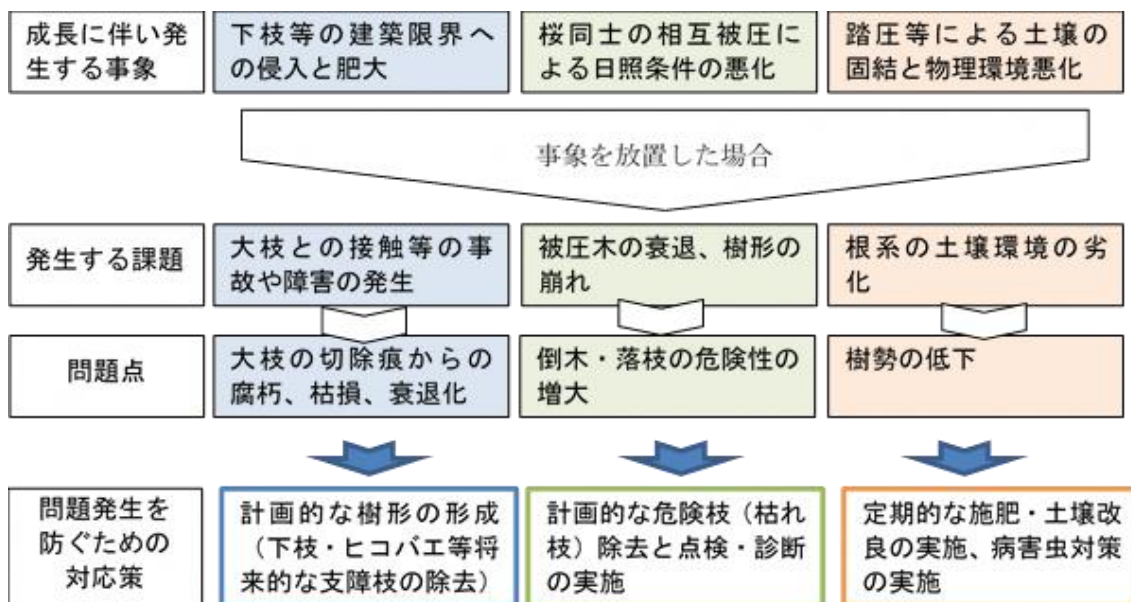 成長に伴い発
生する事象
下枝等の建築限界へ
の侵入と肥大
桜同士の相互被圧に
よる日照条件の悪化
踏圧等による土壌の
固結と物理環境悪化
事象を放置した場合
発生する課題
大枝との接触等の事
故や障害の発生
被圧木の衰退、樹形の
崩れ
根系の土壌環境の劣
化
問題点
大枝の切除痕からの
腐朽、枯損、衰退化
倒木・落枝の危険性の
増大
樹勢の低下
問題発生を
防ぐための
対応策
計画的な樹形の形成
（下枝・ヒコバエ等将
来的な支障枝の除去）
計画的な危険枝（枯れ
枝）除去と点検・診断
の実施
定期的な施肥・土壌改
良の実施、病害虫対策
の実施